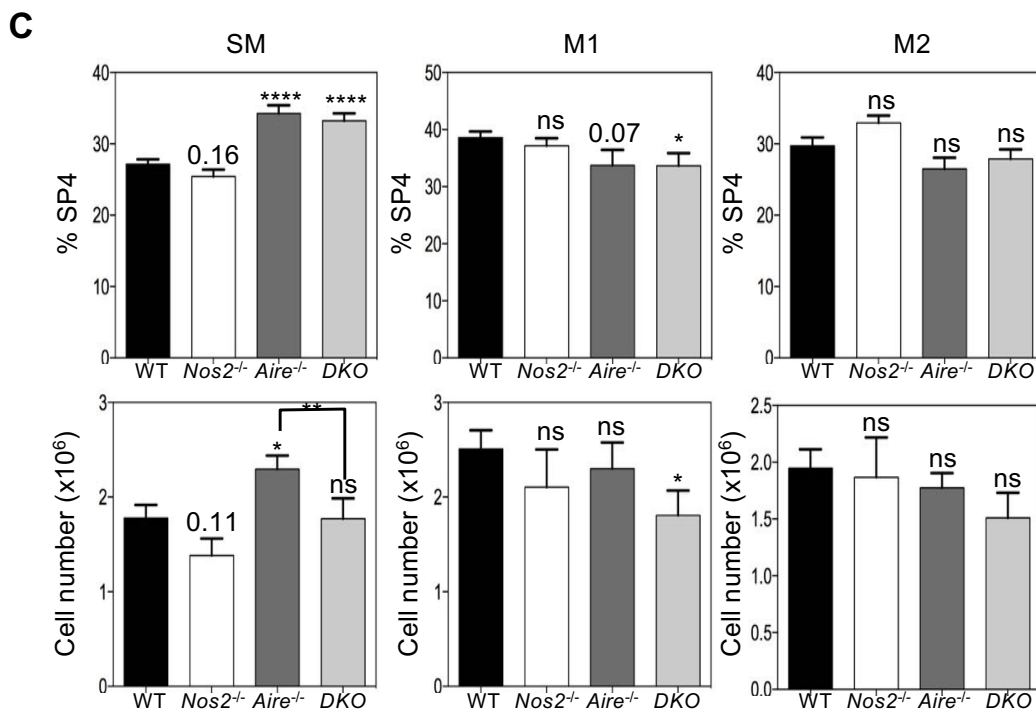 C
SM
M1
M2
% SP4
40
30
20
10
0
0.16
****
****
WT Nos2-/- Aire-/- DKO
% SP4
50
40
30
20
10
0
ns
0.07
*
WT Nos2-/- Aire-/- DKO
% SP4
40
30
20
10
0
ns
ns
ns
WT Nos2-/- Aire-/- DKO
Cell number (x10⁶)
3
2
1
0
0.11
*
**
ns
WT Nos2-/- Aire-/- DKO
Cell number (x10⁶)
3
2
1
0
ns
ns
*
WT Nos2-/- Aire-/- DKO
Cell number (x10⁶)
2.5
2.0
1.5
1.0
0.5
0.0
ns
ns
ns
WT Nos2-/- Aire-/- DKO